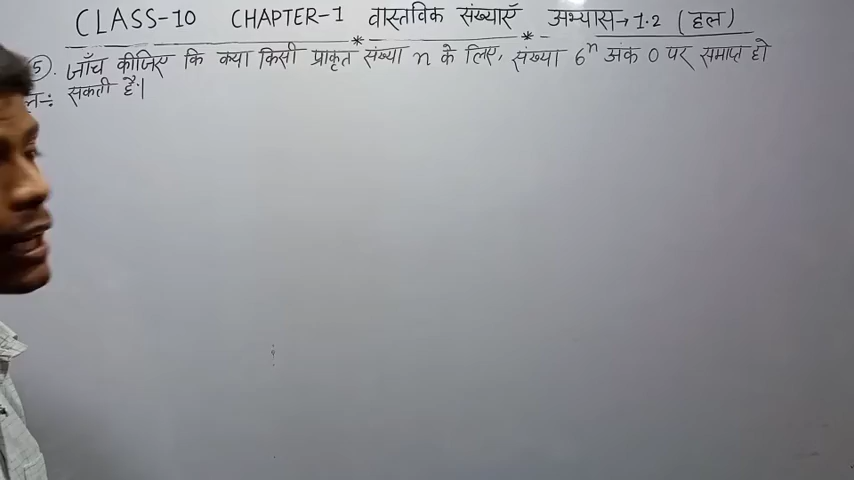 CLASS-10 CHAPTER-1 वास्तविक संख्याएँ अभ्यास→1.2 (हल)
⑤. जाँच कीजिए कि क्या किसी प्राकृत संख्या n के लिए, संख्या 6ⁿ अंक 0 पर समाप्त हो
सकती है।